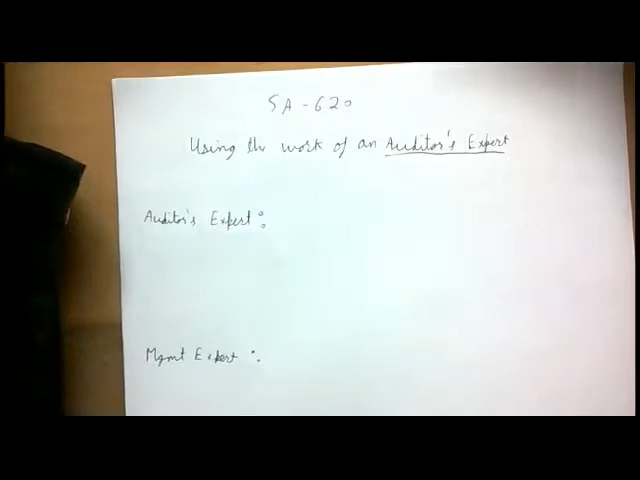 SA-620
Using the work of an Auditor's Expert
Auditor's Expert :
Mgmt Expert :